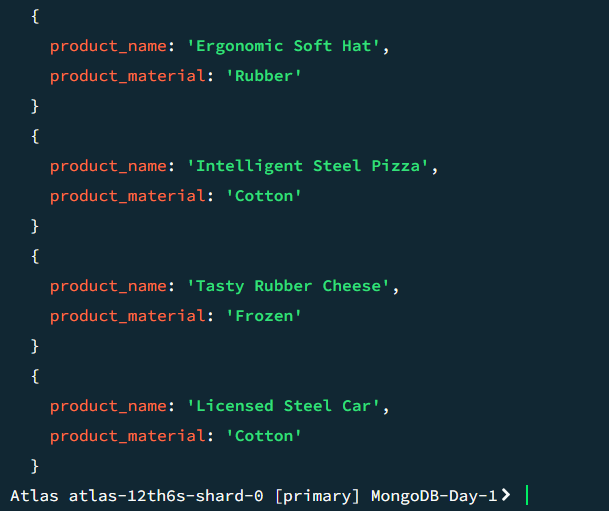 {
product_name: 'Ergonomic Soft Hat',
product_material: 'Rubber'
}
{
product_name: 'Intelligent Steel Pizza',
product_material: 'Cotton'
}
{
product_name: 'Tasty Rubber Cheese',
product_material: 'Frozen'
}
{
product_name: 'Licensed Steel Car',
product_material: 'Cotton'
}
Atlas atlas-12th6s-shard-0 [primary] MongoDB-Day-1>